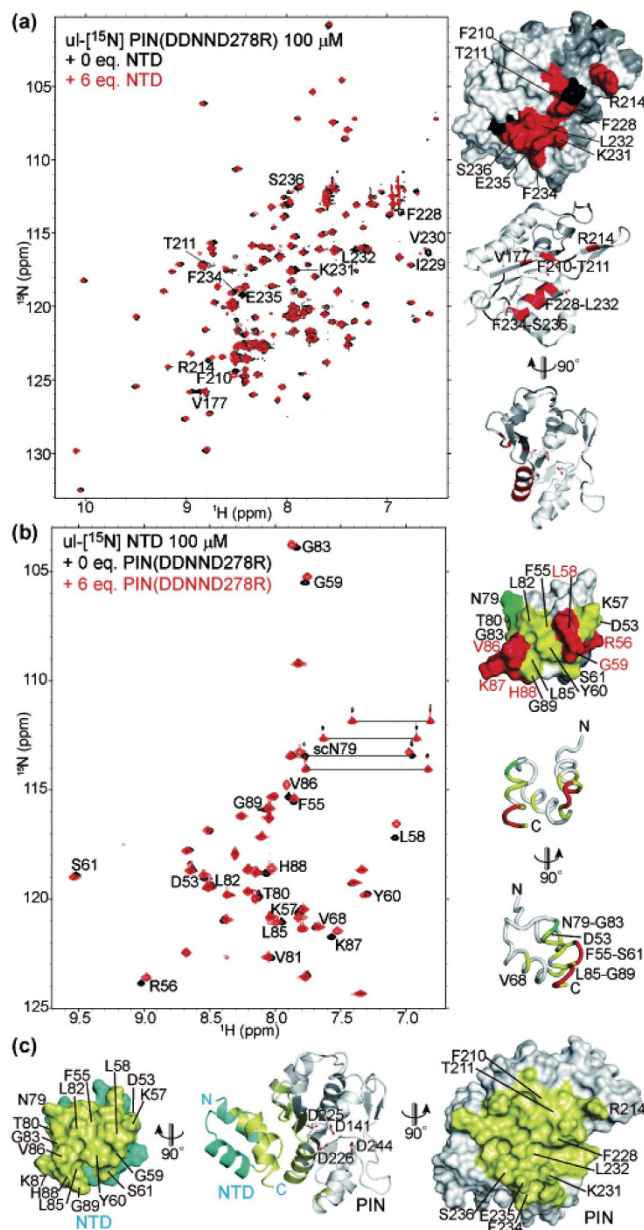 (a)
ul-[15N] PIN(DDNND278R) 100 μM
+ 0 eq. NTD
+ 6 eq. NTD
105
110
115
120
125
130
15N (ppm)
10
9
8
7
1H (ppm)
S236
F228
V230
T211
L232
I229
F234
K231
E235
R214
F210
V177
F210
T211
R214
F228
L232
K231
S236
E235
F234
R214
V177
F210-T211
F228-L232
F234-S236
90°
(b)
ul-[15N] NTD 100 μM
+ 0 eq. PIN(DDNND278R)
+ 6 eq. PIN(DDNND278R)
105
110
115
120
125
15N (ppm)
9.5
9.0
8.5
8.0
7.5
7.0
1H (ppm)
G83
G59
scN79
V86
G89
F55
L58
S61
H88
D53
L82
T80
Y60
K57
V68
L85
K87
V81
R56
F55
L58
L82
N79
K57
T80
D53
G83
V86
R56
G59
K87
S61
H88
L85
Y60
G89
N
C
90°
N
N79-G83
D53
F55-S61
V68
L85-G89
C
(c)
F55
L58
L82
D53
N79
K57
T80
G83
V86
K87
G59
H88
S61
L85
Y60
G89
NTD
90°
N
D225
D141
D244
D226
NTD
C
PIN
90°
F210
T211
R214
F228
L232
K231
S236
E235
F234
PIN